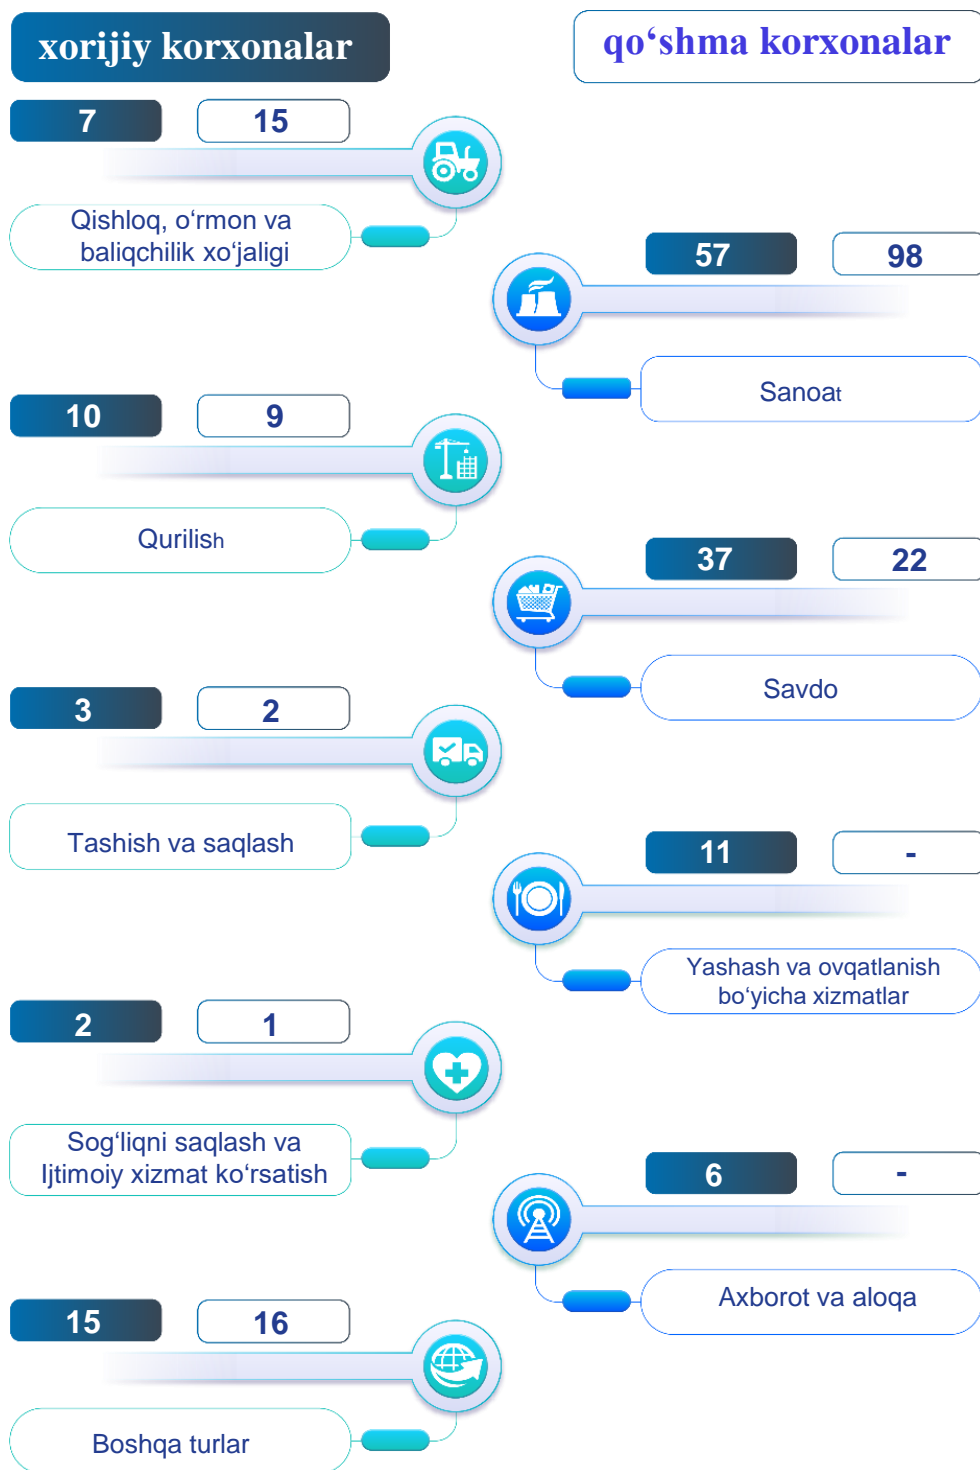 xorijiy korxonalar
qo‘shma korxonalar
7
15
Qishloq, o‘rmon va
baliqchilik xo‘jaligi
57
98
Sanoat
10
9
Qurilish
37
22
Savdo
3
2
Tashish va saqlash
11
-
Yashash va ovqatlanish
bo‘yicha xizmatlar
2
1
Sog‘liqni saqlash va
Ijtimoiy xizmat ko‘rsatish
6
-
Axborot va aloqa
15
16
Boshqa turlar